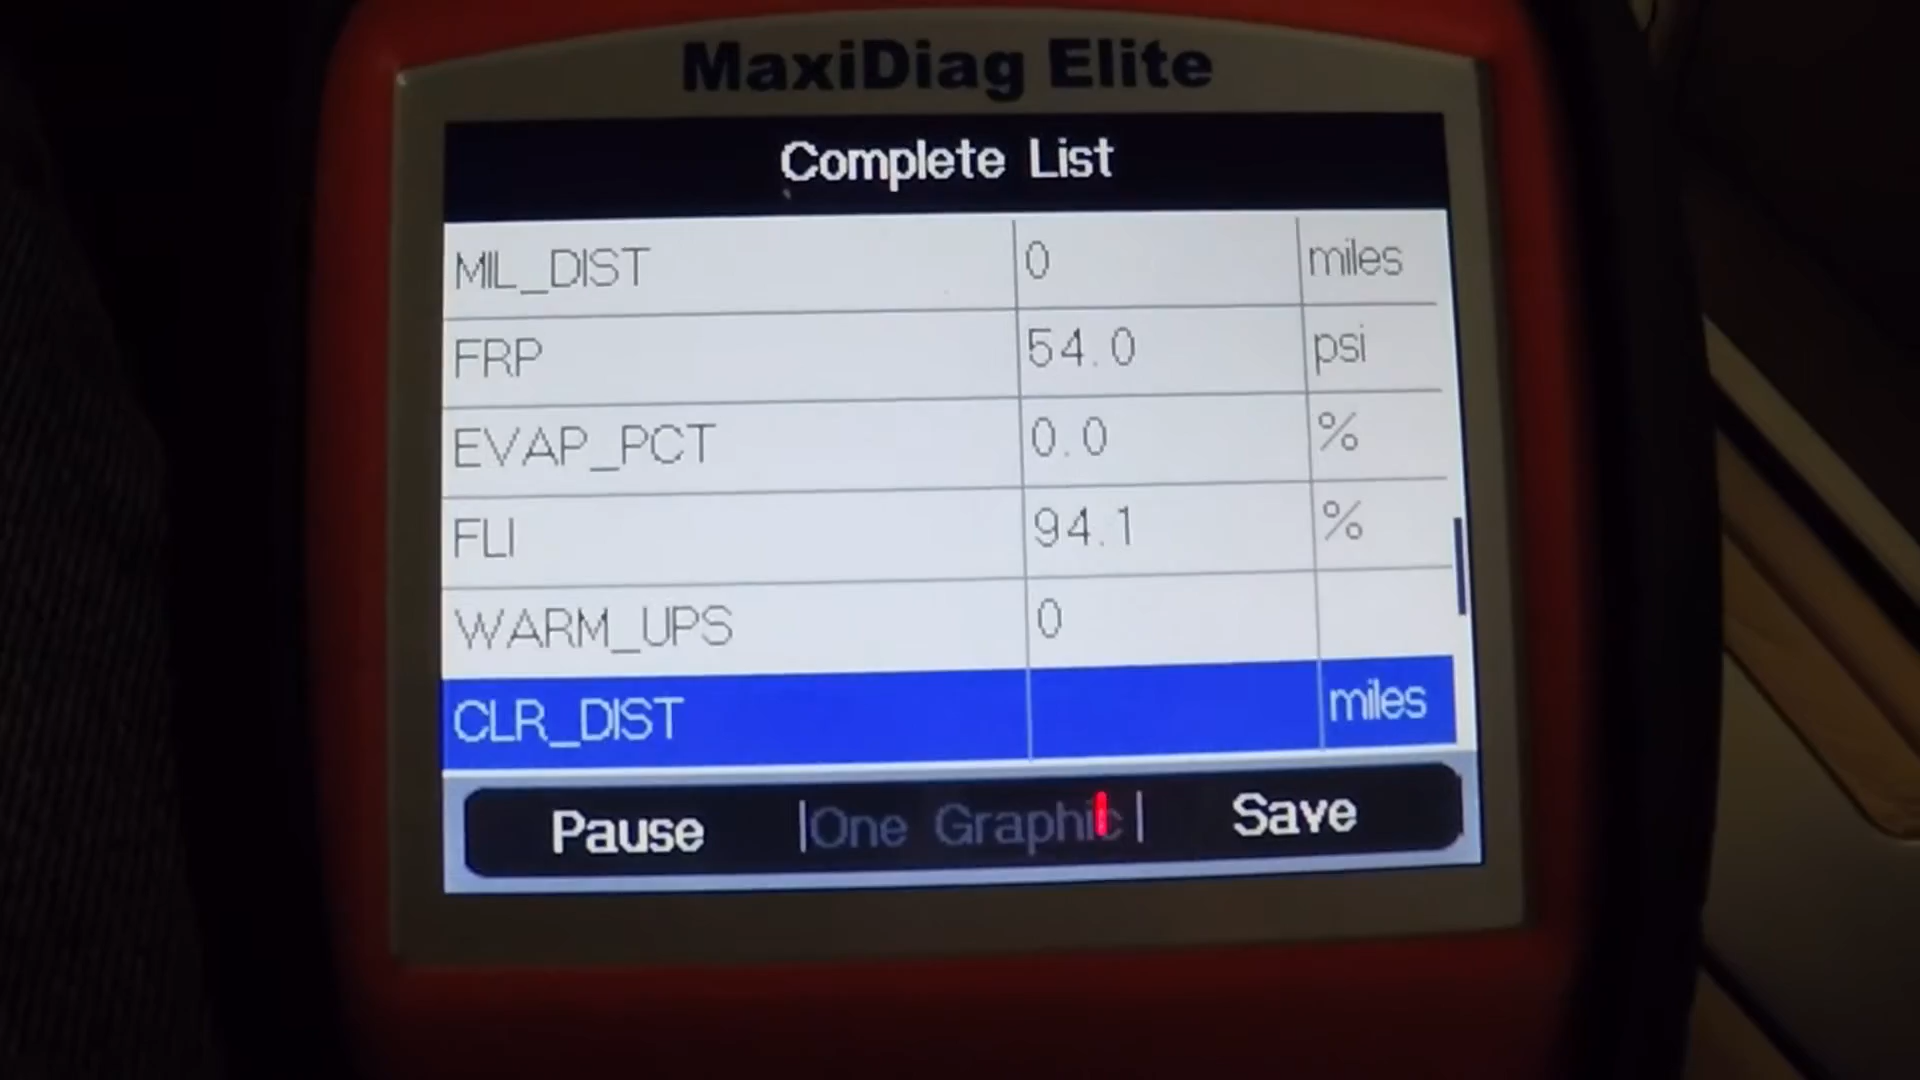 MaxiDiag Elite
Complete List
MIL_DIST 0 miles
FRP 54.0 psi
EVAP_PCT 0.0 %
FLI 94.1 %
WARM_UPS 0
CLR_DIST miles
Pause |One Graphic| Save